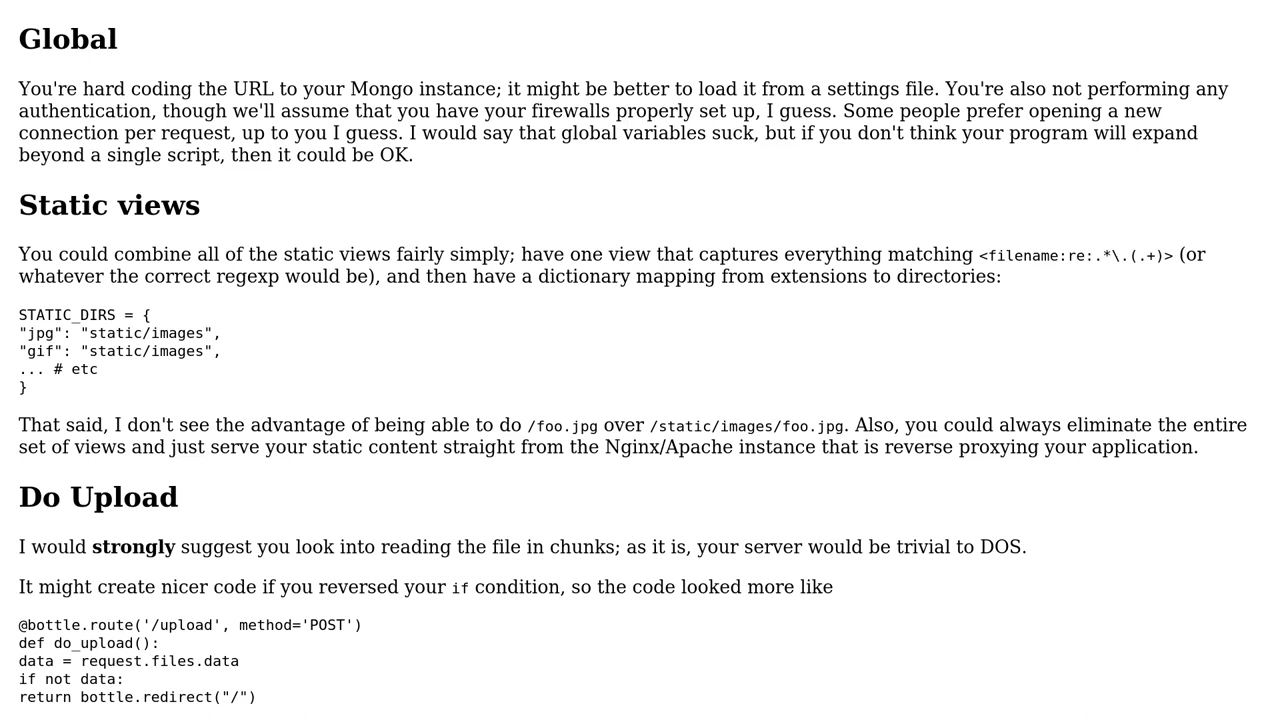 Global
You're hard coding the URL to your Mongo instance; it might be better to load it from a settings file. You're also not performing any
authentication, though we'll assume that you have your firewalls properly set up, I guess. Some people prefer opening a new
connection per request, up to you I guess. I would say that global variables suck, but if you don't think your program will expand
beyond a single script, then it could be OK.
Static views
You could combine all of the static views fairly simply; have one view that captures everything matching <filename:re:.*\.(.+)> (or
whatever the correct regexp would be), and then have a dictionary mapping from extensions to directories:
STATIC_DIRS = {
"jpg": "static/images",
"gif": "static/images",
... # etc
}
That said, I don't see the advantage of being able to do /foo.jpg over /static/images/foo.jpg. Also, you could always eliminate the entire
set of views and just serve your static content straight from the Nginx/Apache instance that is reverse proxying your application.
Do Upload
I would strongly suggest you look into reading the file in chunks; as it is, your server would be trivial to DOS.
It might create nicer code if you reversed your if condition, so the code looked more like
@bottle.route('/upload', method='POST')
def do_upload():
data = request.files.data
if not data:
return bottle.redirect("/")